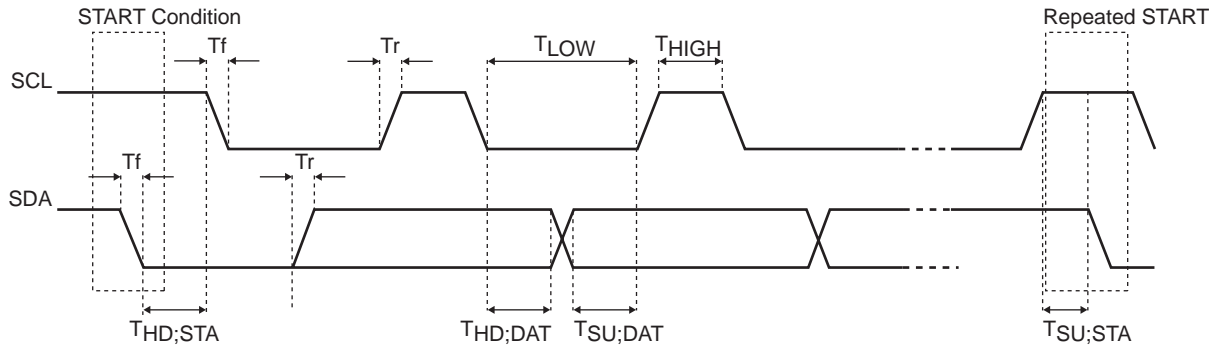 START Condition
Repeated START
Tf
Tr
TLOW
THIGH
SCL
Tf
Tr
SDA
THD;STA
THD;DAT
TSU;DAT
TSU;STA